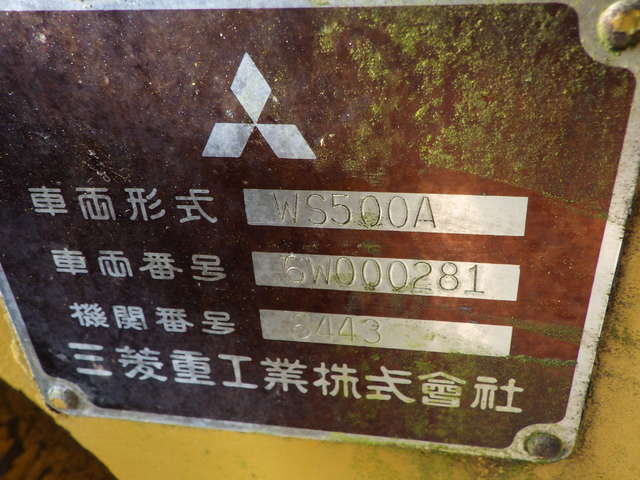 車両形式 WS500A
車両番号 6W000281
機関番号 8443
三菱重工業株式會社